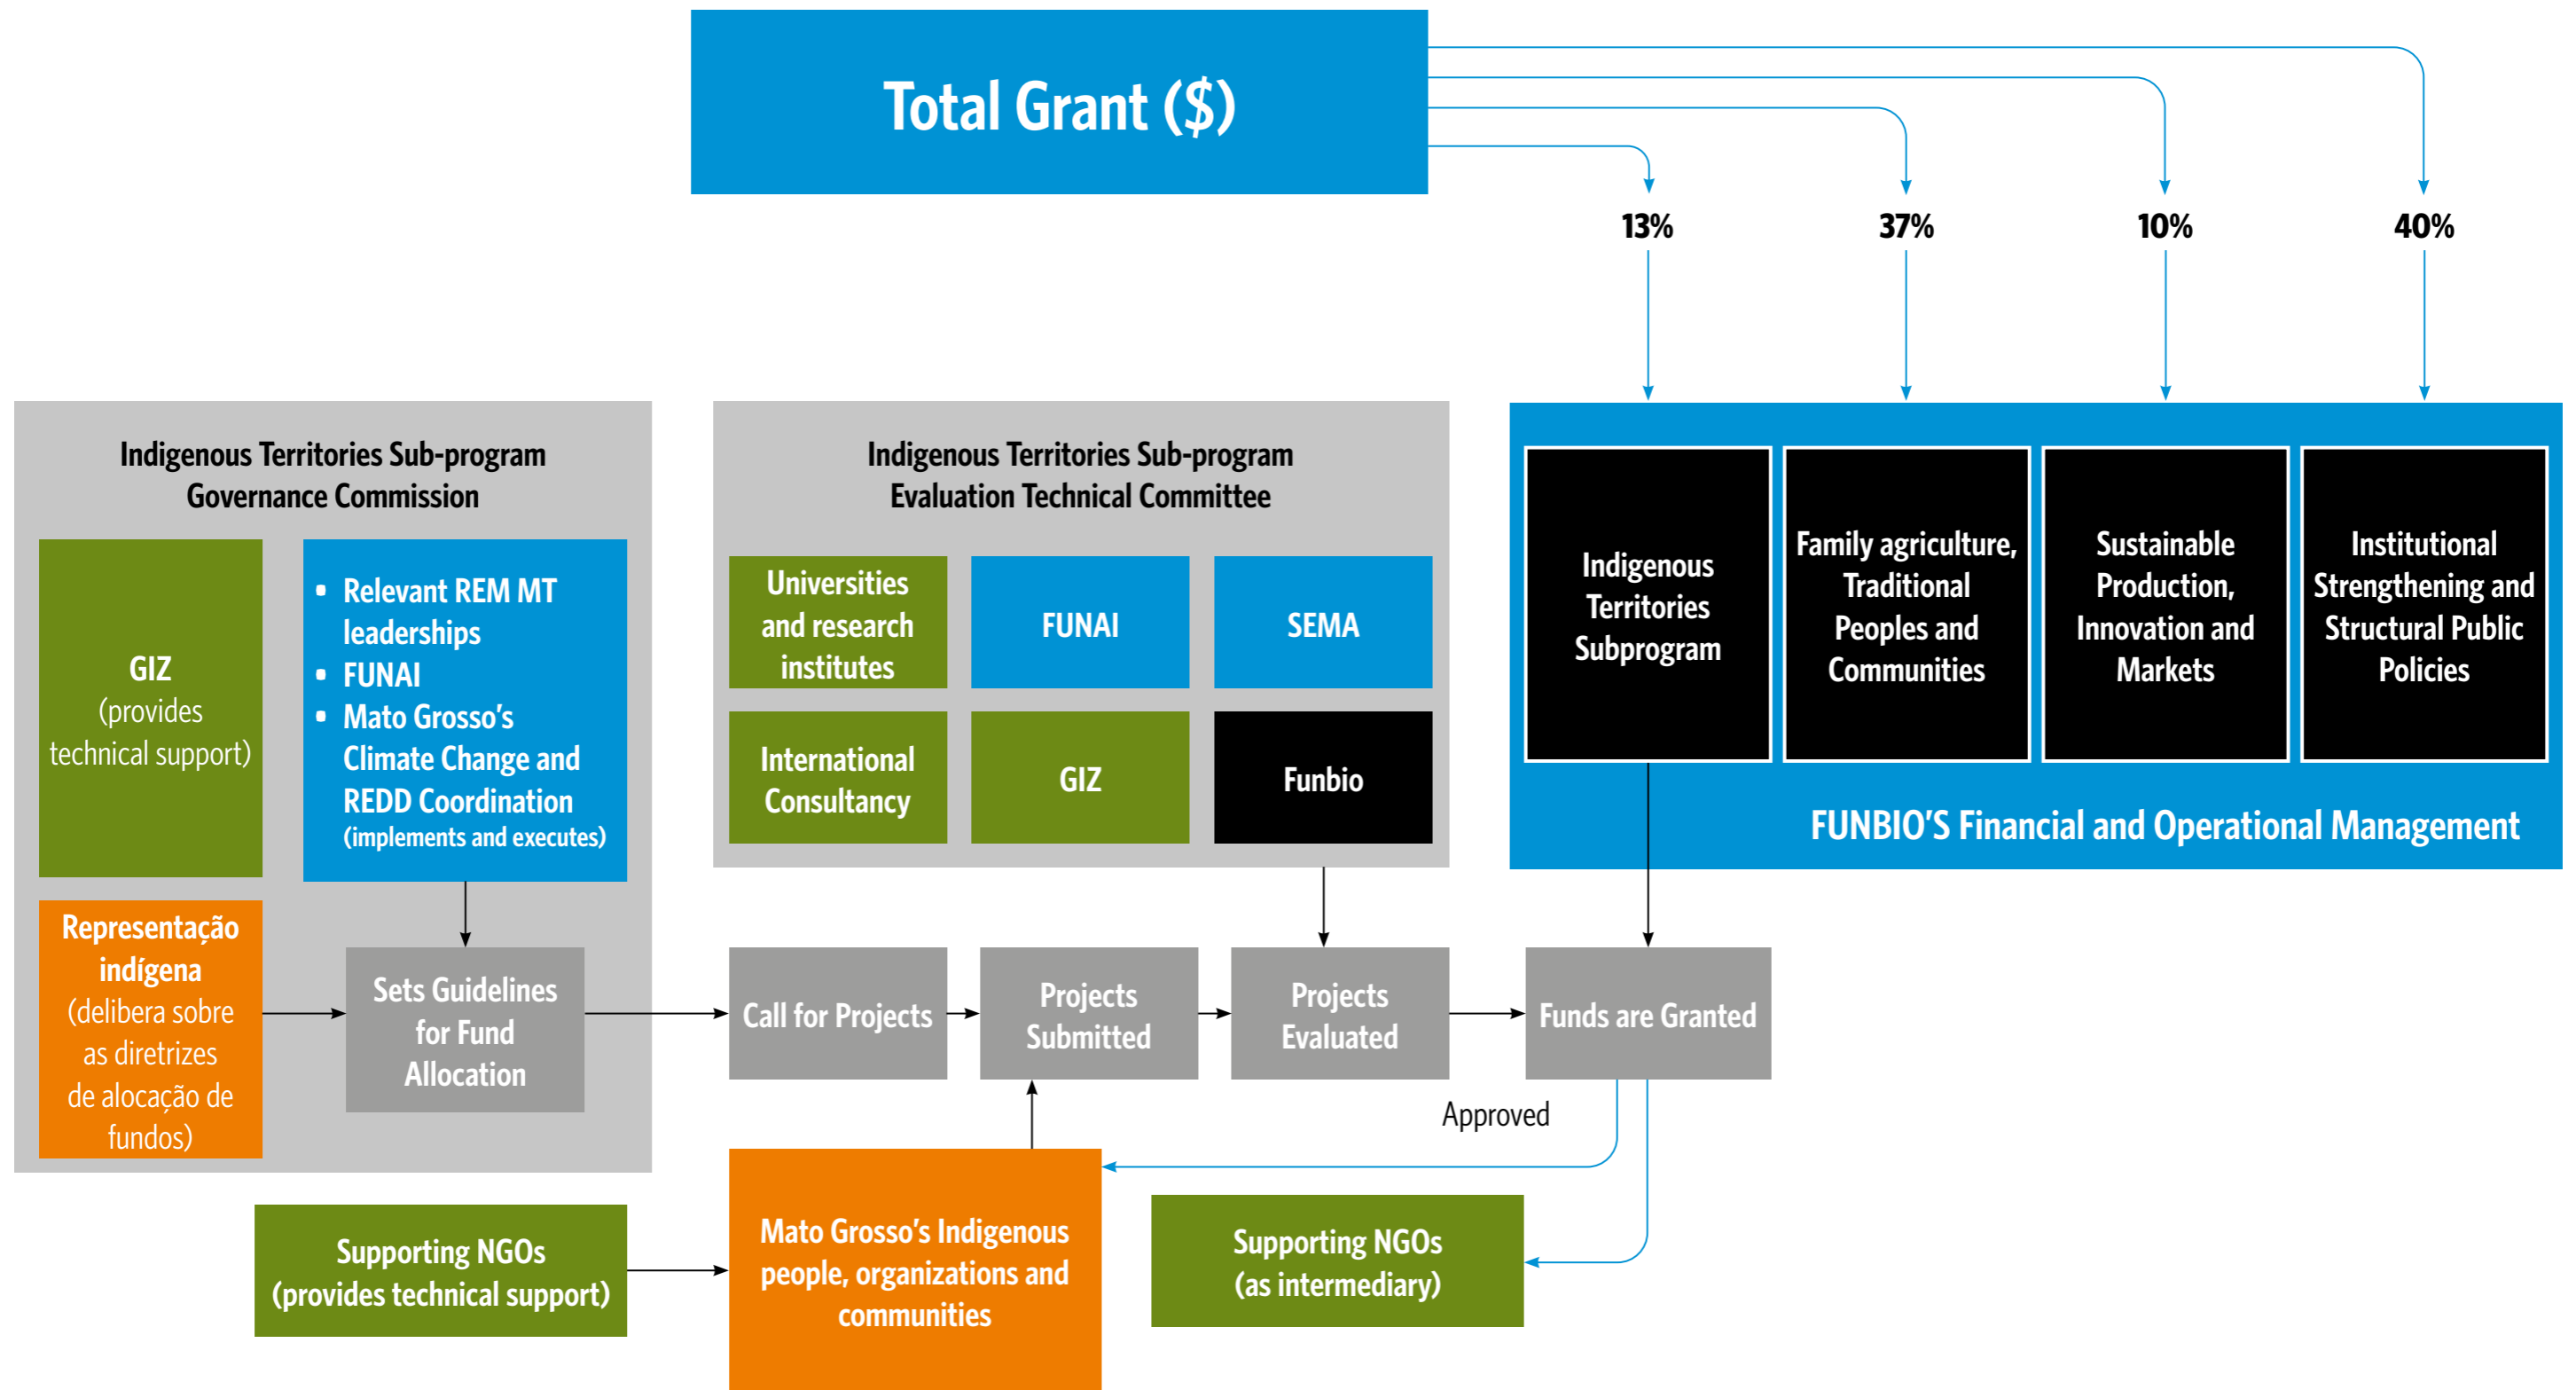 Total Grant ($)
13%
37%
10%
40%
Indigenous Territories Sub-program
Governance Commission
GIZ
(provides
technical support)
▪ Relevant REM MT
leaderships
▪ FUNAI
▪ Mato Grosso’s
Climate Change and
REDD Coordination
(implements and executes)
Representação
indígena
(delibera sobre
as diretrizes
de alocação de
fundos)
Sets Guidelines
for Fund
Allocation
Indigenous Territories Sub-program
Evaluation Technical Committee
Universities
and research
institutes
FUNAI
SEMA
International
Consultancy
GIZ
Funbio
Indigenous
Territories
Subprogram
Family agriculture,
Traditional
Peoples and
Communities
Sustainable
Production,
Innovation and
Markets
Institutional
Strengthening and
Structural Public
Policies
FUNBIO’S Financial and Operational Management
Call for Projects
Projects
Submitted
Projects
Evaluated
Funds are Granted
Approved
Supporting NGOs
(provides technical support)
Mato Grosso’s Indigenous
people, organizations and
communities
Supporting NGOs
(as intermediary)